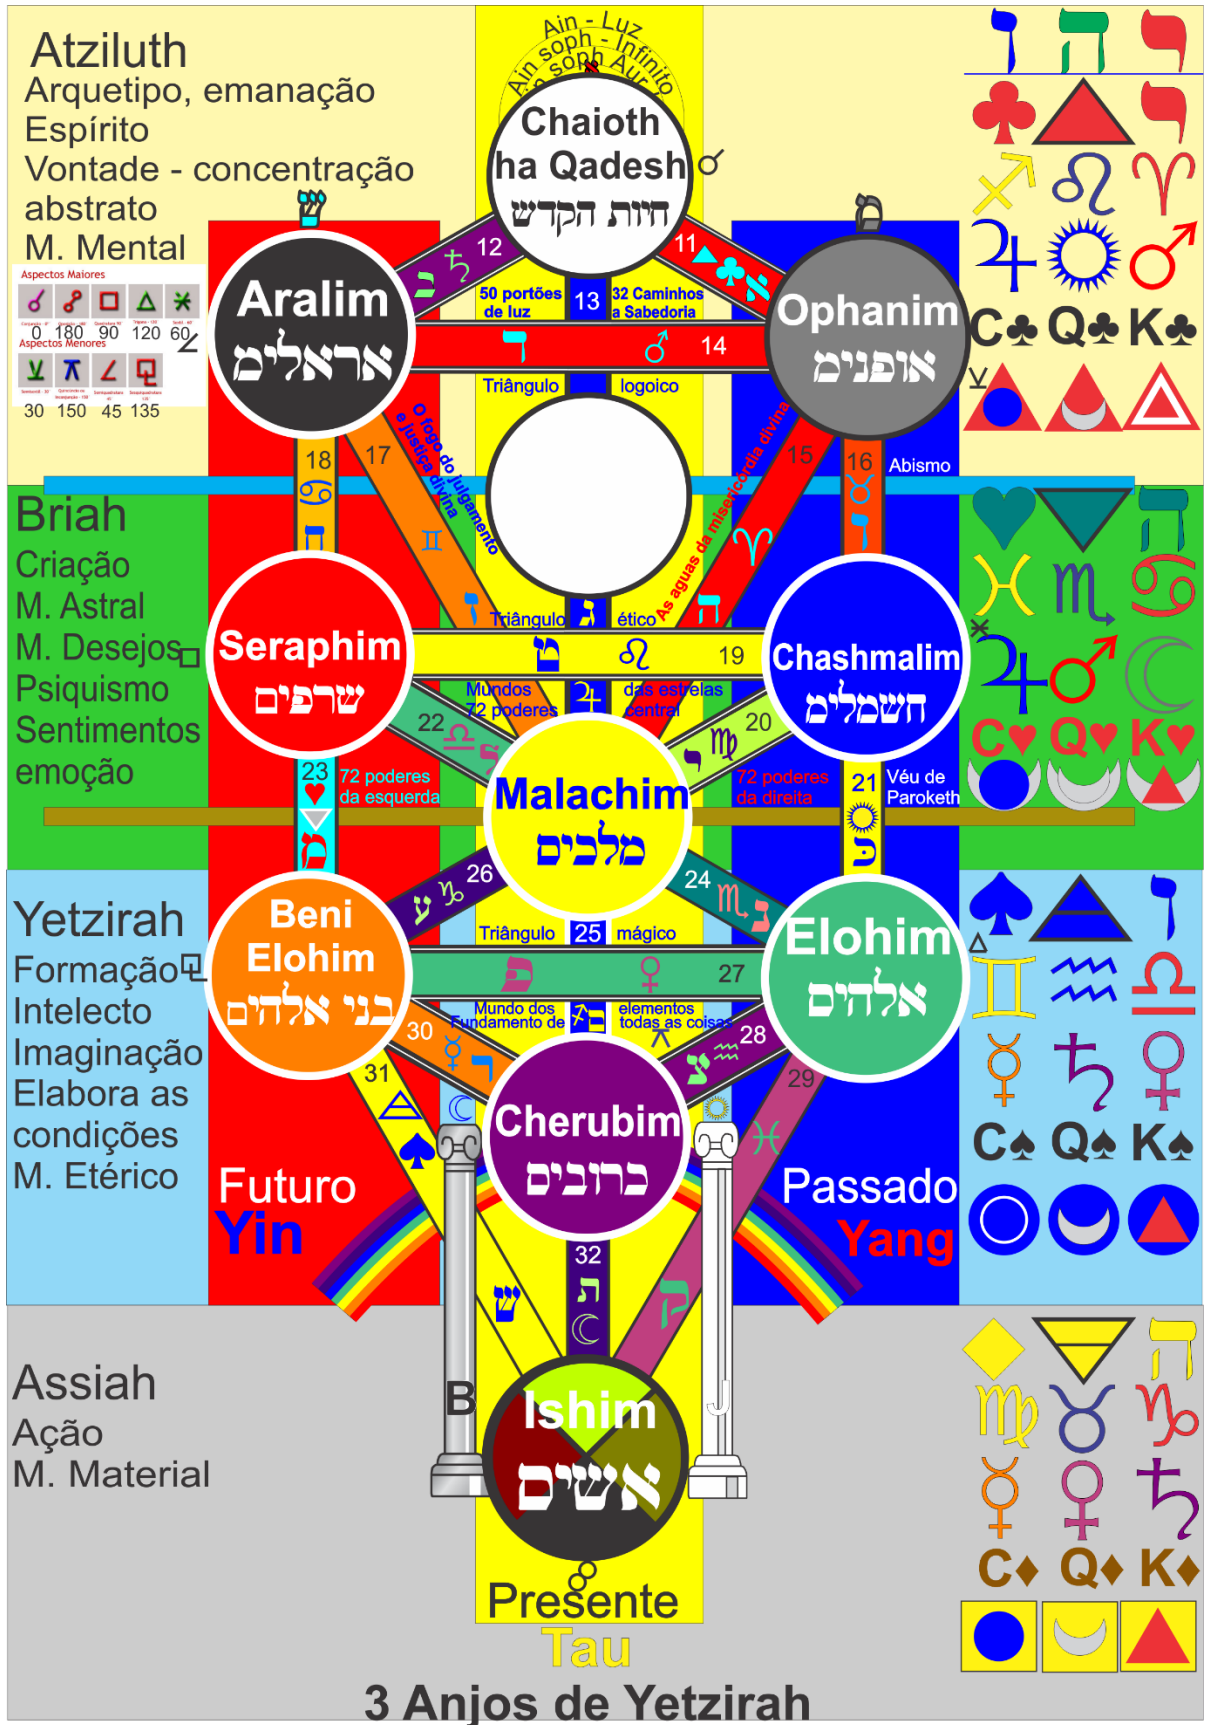 Atziluth
Arquetipo, emanação
Espírito
Vontade - concentração
abstrato
M. Mental
Aspectos Maiores
0 180 90 120 60
Aspectos Menores
30 150 45 135
Ain - Luz
Ain soph - Infinito
soph Aur
Chaioth
ha Qadesh
חיות הקדש
ש
מ
Aralim
אראלימ
Ophanim
אופנימ
12
ב
11
א
50 portões
de luz
13
32 Caminhos
a Sabedoria
ד
14
Triângulo
logoico
O fogo do julgamento
e justiça divina
As aguas da misericórdia divina
18
ח
17
ו
15
ה
16
ו
Abismo
ו ה י
י
C♣ Q♣ K♣
Briah
Criação
M. Astral
M. Desejos
Psiquismo
Sentimentos
emoção
Seraphim
שרפים
Chashmalim
חשמלימ
Triângulo
ג
ético
ט
19
Mundos
72 poderes
das estrelas
central
22
ל
20
י
Malachim
מלכים
23
מ
72 poderes
da esquerda
72 poderes
da direita
21
כ
Véu de
Paroketh
ה
C♥ Q♥ K♥
Yetzirah
Formação
Intelecto
Imaginação
Elabora as
condições
M. Etérico
Beni
Elohim
בני אלהים
Elohim
אלהים
26
ע
24
נ
Triângulo
25
mágico
פ
27
Mundo dos
Fundamento de
ס
elementos
todas as coisas
30
ר
28
צ
31
ש
29
ק
Cherubim
כרובים
Futuro
Yin
Passado
Yang
32
ת
ו
C♠ Q♠ K♠
Assiah
Ação
M. Material
B
J
Ishim
אשים
Presente
Tau
3 Anjos de Yetzirah
ה
C♦ Q♦ K♦